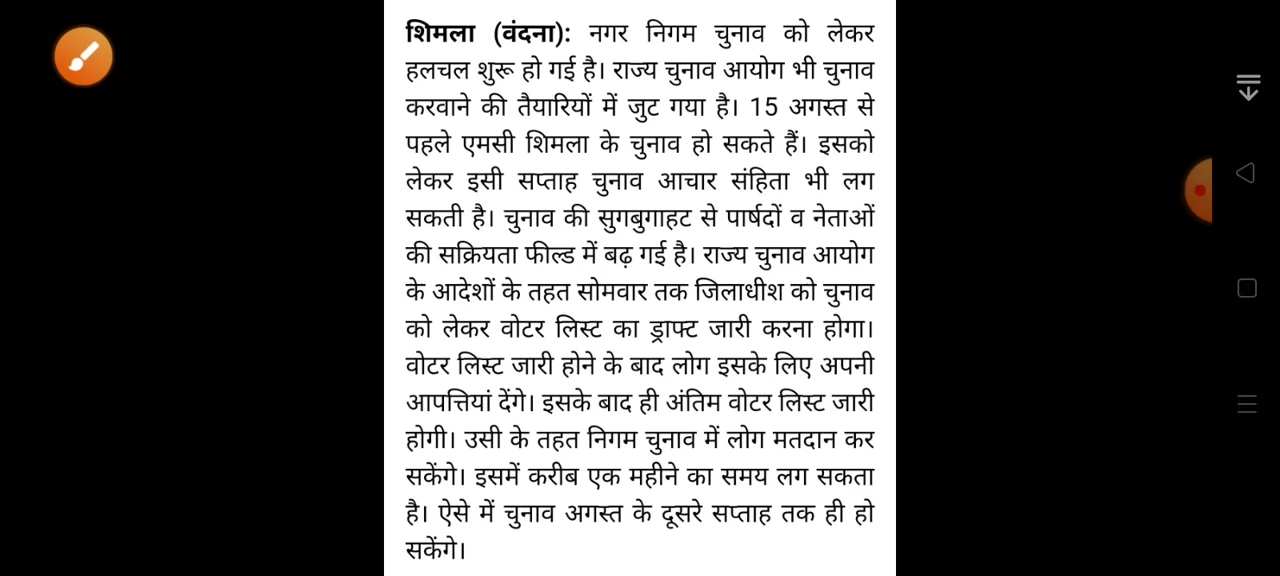 शिमला (वंदना): नगर निगम चुनाव को लेकर
हलचल शुरू हो गई है। राज्य चुनाव आयोग भी चुनाव
करवाने की तैयारियों में जुट गया है। 15 अगस्त से
पहले एमसी शिमला के चुनाव हो सकते हैं। इसको
लेकर इसी सप्ताह चुनाव आचार संहिता भी लग
सकती है। चुनाव की सुगबुगाहट से पार्षदों व नेताओं
की सक्रियता फील्ड में बढ़ गई है। राज्य चुनाव आयोग
के आदेशों के तहत सोमवार तक जिलाधीश को चुनाव
को लेकर वोटर लिस्ट का ड्राफ्ट जारी करना होगा।
वोटर लिस्ट जारी होने के बाद लोग इसके लिए अपनी
आपत्तियां देंगे। इसके बाद ही अंतिम वोटर लिस्ट जारी
होगी। उसी के तहत निगम चुनाव में लोग मतदान कर
सकेंगे। इसमें करीब एक महीने का समय लग सकता
है। ऐसे में चुनाव अगस्त के दूसरे सप्ताह तक ही हो
सकेंगे।